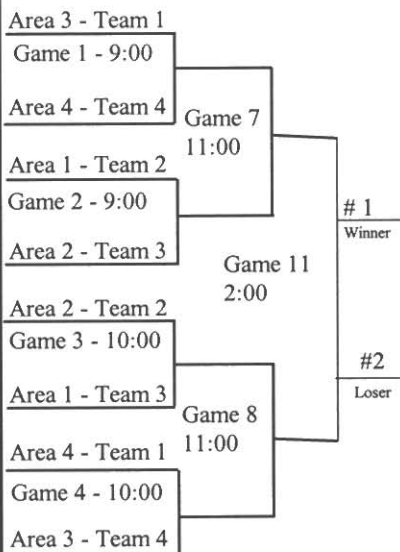 Area 3 - Team 1
Game 1 - 9:00
Area 4 - Team 4
Game 7
11:00
Area 1 - Team 2
Game 2 - 9:00
Area 2 - Team 3
# 1
Winner
Game 11
2:00
Area 2 - Team 2
Game 3 - 10:00
Area 1 - Team 3
#2
Loser
Game 8
11:00
Area 4 - Team 1
Game 4 - 10:00
Area 3 - Team 4